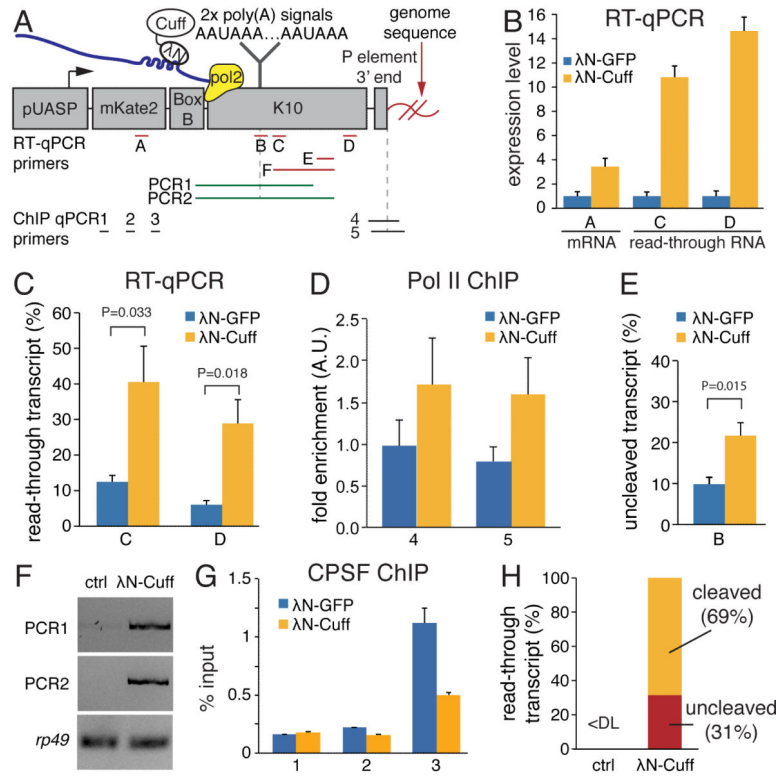 A
Cuff
λN
2x poly(A) signals
AAUAAA...AAUAAA
genome
sequence
P element
3' end
pol2
pUASP
mKate2
Box
B
K10
RT-qPCR
primers
A
B
C
D
E
F
PCR1
PCR2
ChIP qPCR
primers
1
2
3
4
5
B
RT-qPCR
λN-GFP
λN-Cuff
expression level
16
14
12
10
8
6
4
2
0
A
C
D
mRNA
read-through RNA
C
RT-qPCR
λN-GFP
λN-Cuff
read-through transcript (%)
60
50
40
30
20
10
0
P=0.033
P=0.018
C
D
D
Pol II ChIP
λN-GFP
λN-Cuff
fold enrichment (A.U.)
2.5
2.0
1.5
1.0
0.5
0.0
4
5
E
λN-GFP
λN-Cuff
uncleaved transcript (%)
40
30
20
10
0
P=0.015
B
F
ctrl
λN-Cuff
PCR1
PCR2
rp49
G
CPSF ChIP
λN-GFP
λN-Cuff
% input
1.5
1
0.5
0
1
2
3
H
read-through
transcript (%)
100
80
60
40
20
0
<DL
cleaved
(69%)
uncleaved
(31%)
ctrl
λN-Cuff